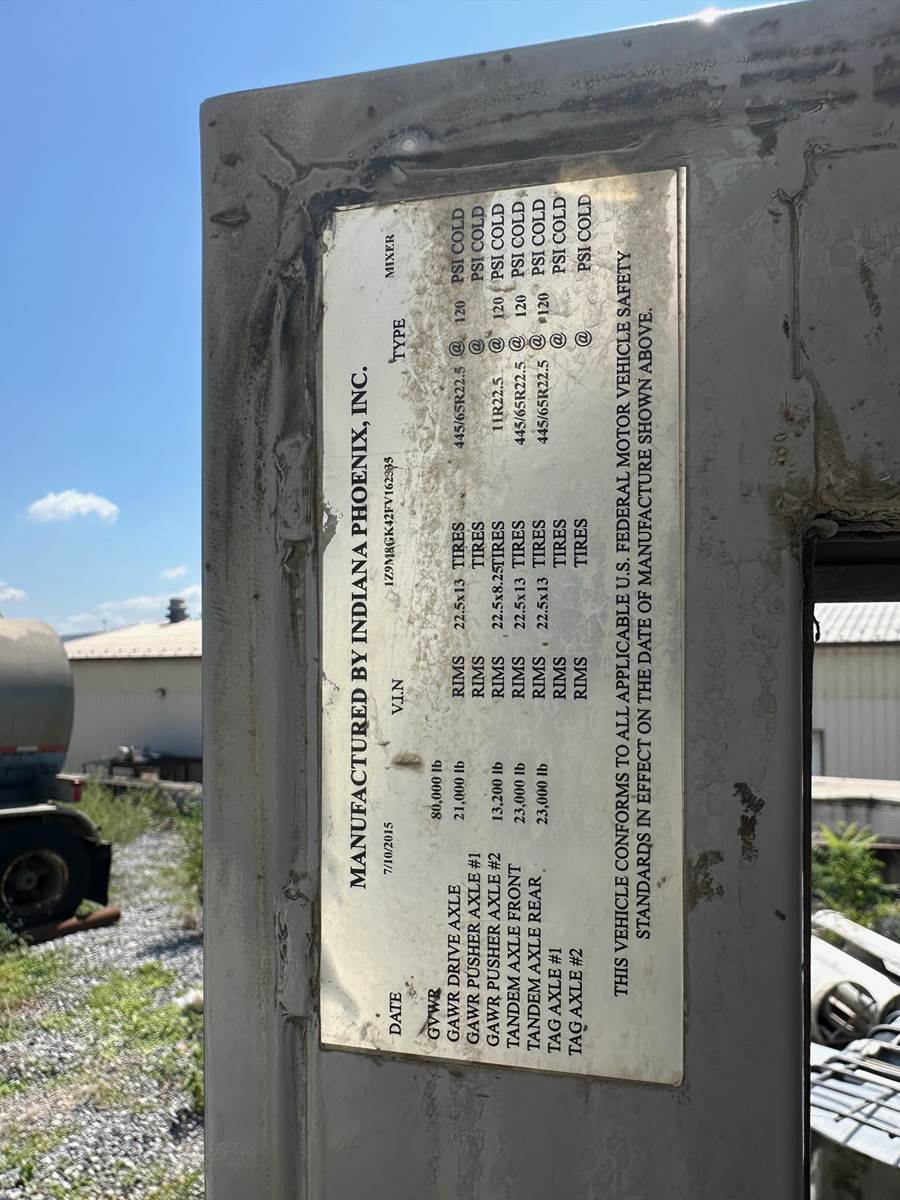 MANUFACTURED BY INDIANA PHOENIX, INC.
DATE 7/10/2015 V.I.N TYPE MIXER
GVWR 80,000 lb
GAWR DRIVE AXLE 21,000 lb RIMS 22.5x13 TIRES 445/65R22.5 @ 120 PSI COLD
GAWR PUSHER AXLE #1 RIMS TIRES @ PSI COLD
GAWR PUSHER AXLE #2 13,200 lb RIMS 22.5x8.25 TIRES 11R22.5 @ 120 PSI COLD
TANDEM AXLE FRONT 23,000 lb RIMS 22.5x13 TIRES 445/65R22.5 @ 120 PSI COLD
TANDEM AXLE REAR 23,000 lb RIMS 22.5x13 TIRES 445/65R22.5 @ 120 PSI COLD
TAG AXLE #1 RIMS TIRES @ PSI COLD
TAG AXLE #2 RIMS TIRES @ PSI COLD
THIS VEHICLE CONFORMS TO ALL APPLICABLE U.S. FEDERAL MOTOR VEHICLE SAFETY
STANDARDS IN EFFECT ON THE DATE OF MANUFACTURE SHOWN ABOVE.